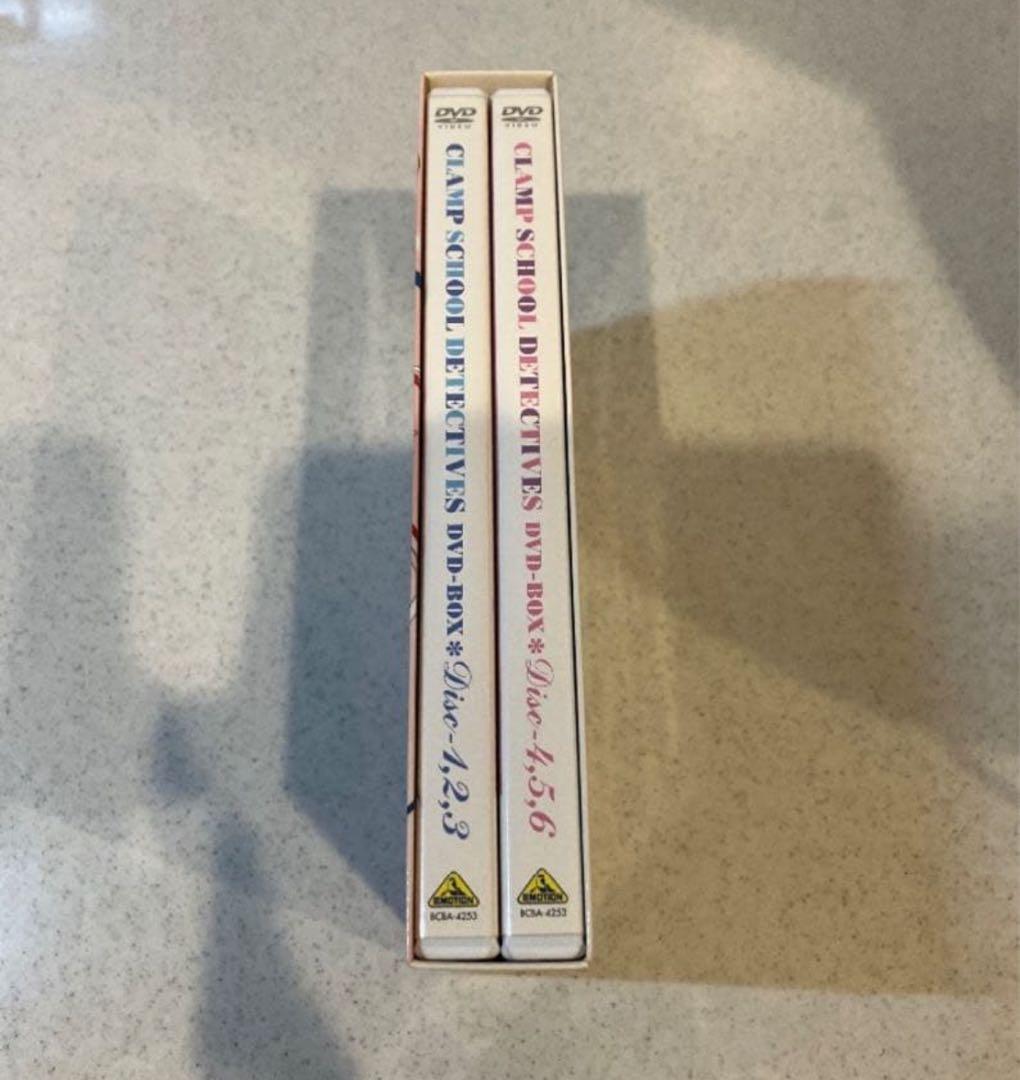 DVD
VIDEO
CLAMP SCHOOL DETECTIVES DVD-BOX*Disc-1,2,3
EMOTION
BCBA-4253
DVD
VIDEO
CLAMP SCHOOL DETECTIVES DVD-BOX*Disc-4,5,6
EMOTION
BCBA-4253